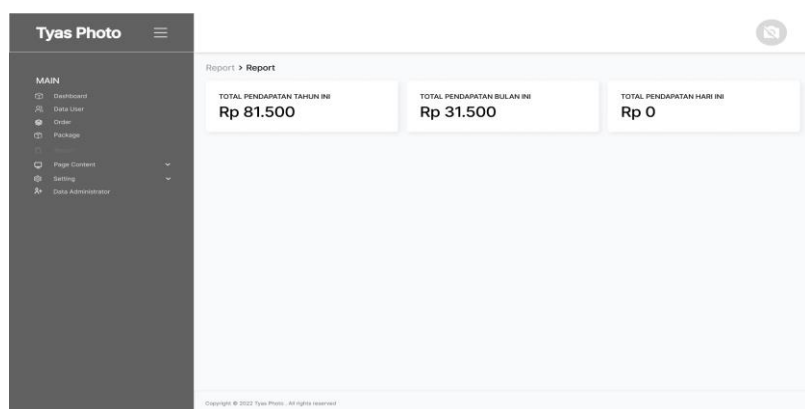 Tyas Photo
Report > Report
MAIN
Dashboard
Data User
Order
Package
Page Content
Setting
Data Administrator
TOTAL PENDAPATAN TAHUN INI
Rp 81.500
TOTAL PENDAPATAN BULAN INI
Rp 31.500
TOTAL PENDAPATAN HARI INI
Rp 0
Copyright @ 2022 Tyas Photo . All rights reserved